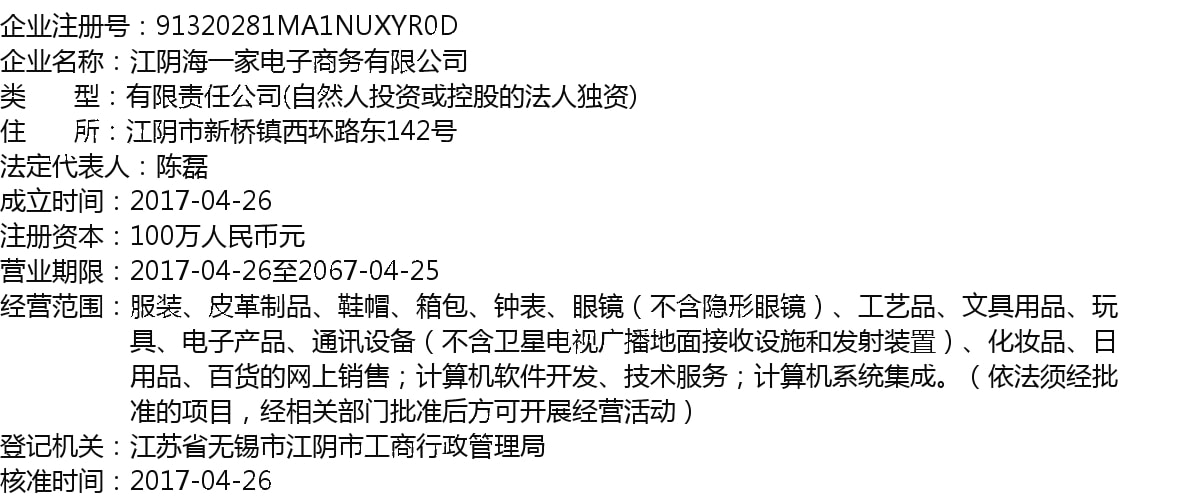 企业注册号：91320281MA1NUXYR0D
企业名称：江阴海一家电子商务有限公司
类　　型：有限责任公司(自然人投资或控股的法人独资)
住　　所：江阴市新桥镇西环路东142号
法定代表人：陈磊
成立时间：2017-04-26
注册资本：100万人民币元
营业期限：2017-04-26至2067-04-25
经营范围：服装、皮革制品、鞋帽、箱包、钟表、眼镜（不含隐形眼镜）、工艺品、文具用品、玩
具、电子产品、通讯设备（不含卫星电视广播地面接收设施和发射装置）、化妆品、日
用品、百货的网上销售；计算机软件开发、技术服务；计算机系统集成。（依法须经批
准的项目，经相关部门批准后方可开展经营活动）
登记机关：江苏省无锡市江阴市工商行政管理局
核准时间：2017-04-26